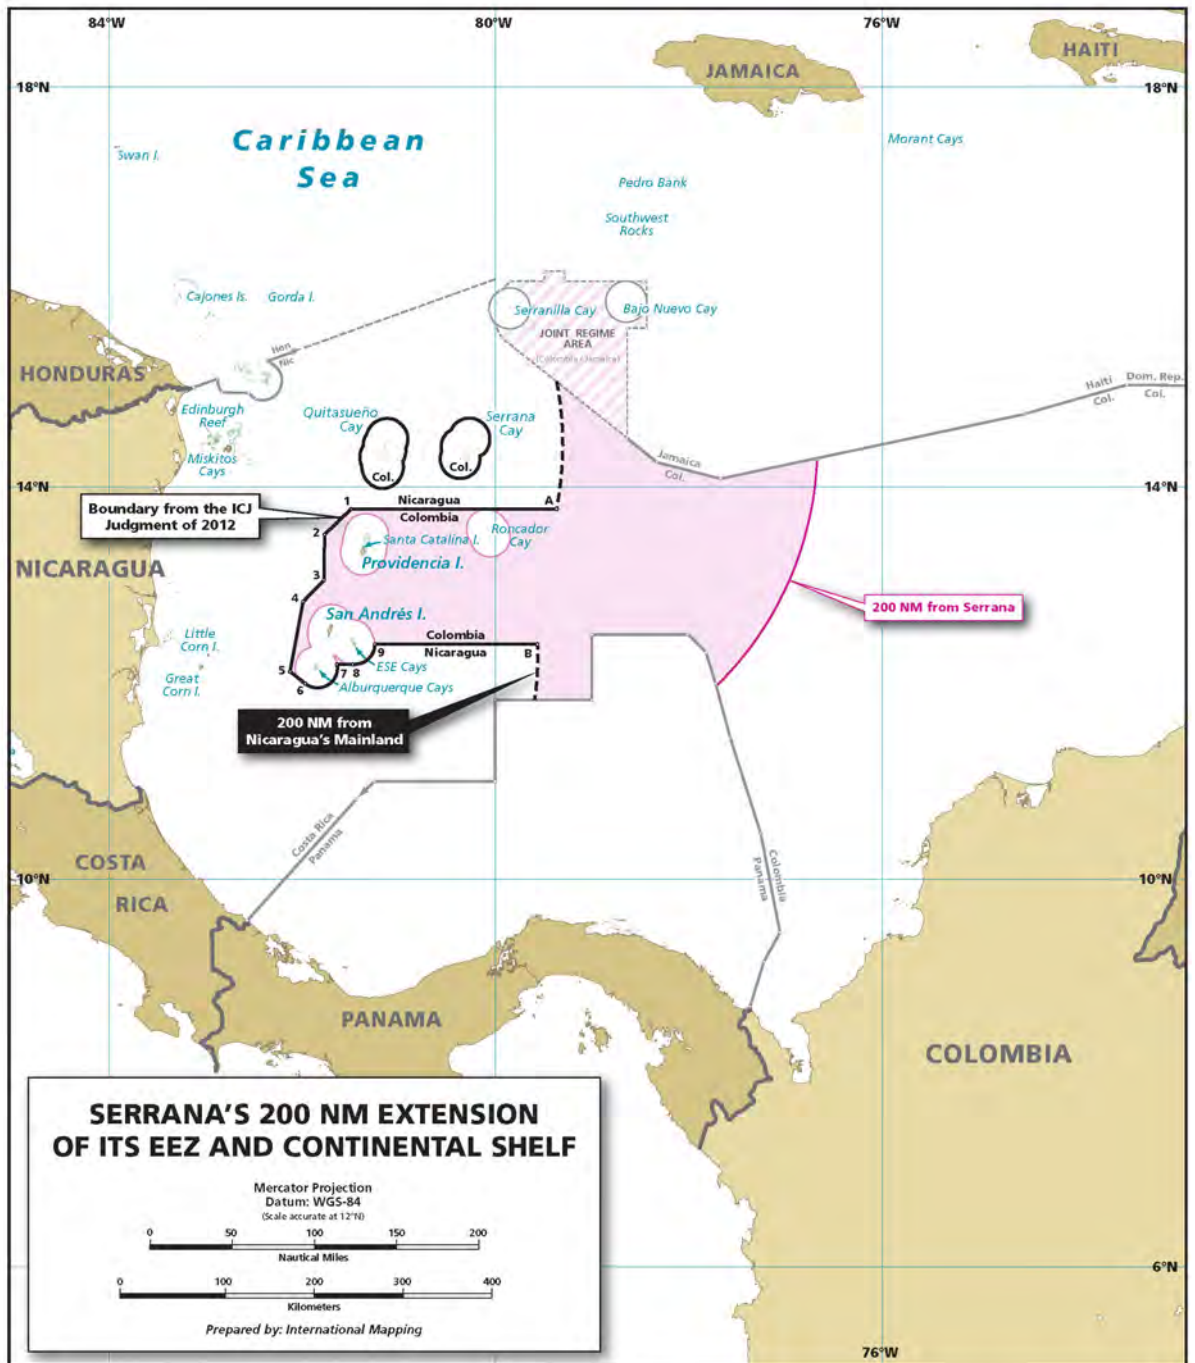 84°W
80°W
76°W
HAITI
JAMAICA
18°N
18°N
Caribbean
Sea
Swan I.
Morant Cays
Pedro Bank
Southwest
Rocks
Cajones Is.
Gorda I.
Serranilla Cay
Bajo Nuevo Cay
JOINT REGIME
AREA
(Colombia /Jamaica)
Hon
Nic
HONDURAS
Haiti
Col.
Dom. Rep.
Col.
Edinburgh
Reef
Quitasueño
Cay
Serrana
Cay
Miskitos
Cays
Col.
Col.
Jamaica
Col.
14°N
14°N
Boundary from the ICJ
Judgment of 2012
1
Nicaragua
A
Colombia
2
Roncador
Cay
Santa Catalina I.
Providencia I.
NICARAGUA
3
4
200 NM from Serrana
San Andrés I.
Little
Corn I.
Colombia
Nicaragua
9
B
ESE Cays
5
7
8
6
Alburquerque Cays
Great
Corn I.
200 NM from
Nicaragua's Mainland
Costa Rica
Panama
COSTA
RICA
Colombia
Panama
10°N
10°N
PANAMA
COLOMBIA
SERRANA'S 200 NM EXTENSION
OF ITS EEZ AND CONTINENTAL SHELF
Mercator Projection
Datum: WGS-84
(Scale accurate at 12°N)
0 50 100 150 200
Nautical Miles
0 100 200 300 400
Kilometers
Prepared by: International Mapping
6°N
76°W